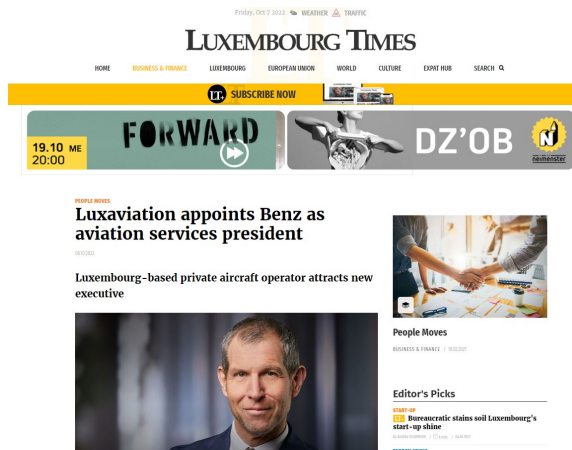 Friday, Oct 7 2022 WEATHER TRAFFIC
LUXEMBOURG TIMES
HOME BUSINESS & FINANCE LUXEMBOURG EUROPEAN UNION WORLD CULTURE EXPAT HUB SEARCH
LT+ SUBSCRIBE NOW
19.10 ME
20:00
FORWARD
DZ'OB
N
neimënster
PEOPLE MOVES
Luxaviation appoints Benz as
aviation services president
Luxembourg-based private aircraft operator attracts new
executive
People Moves
BUSINESS & FINANCE /
Editor's Picks
START-UP
LT+ Bureaucratic stains soil Luxembourg's
start-up shine